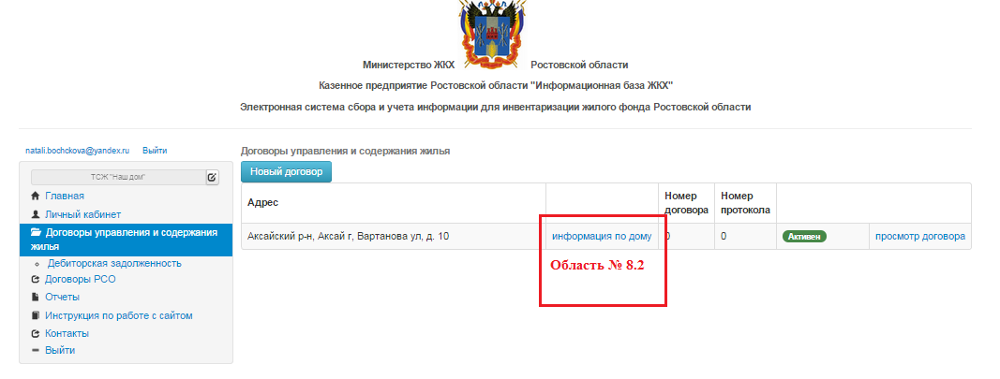 Министерство ЖКХ Ростовской области
Казенное предприятие Ростовской области "Информационная база ЖКХ"
Электронная система сбора и учета информации для инвентаризации жилого фонда Ростовской области
natali.bochckova@yandex.ru Выйти
ТСЖ "Наш дом"
Главная
Личный кабинет
Договоры управления и содержания
жилья
Дебиторская задолженность
Договоры РСО
Отчеты
Инструкция по работе с сайтом
Контакты
Выйти
Договоры управления и содержания жилья
Новый договор
Адрес Номер договора Номер протокола
Аксайский р-н, Аксай г, Вартанова ул, д. 10 информация по дому 0 0 Активен просмотр договора
Область № 8.2